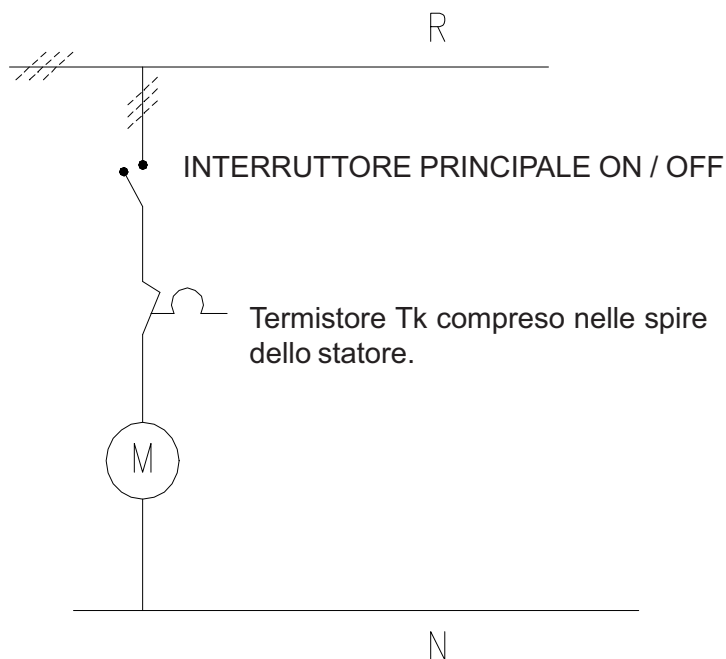 R
INTERRUTTORE PRINCIPALE ON / OFF
Termistore Tk compreso nelle spire
dello statore.
M
N